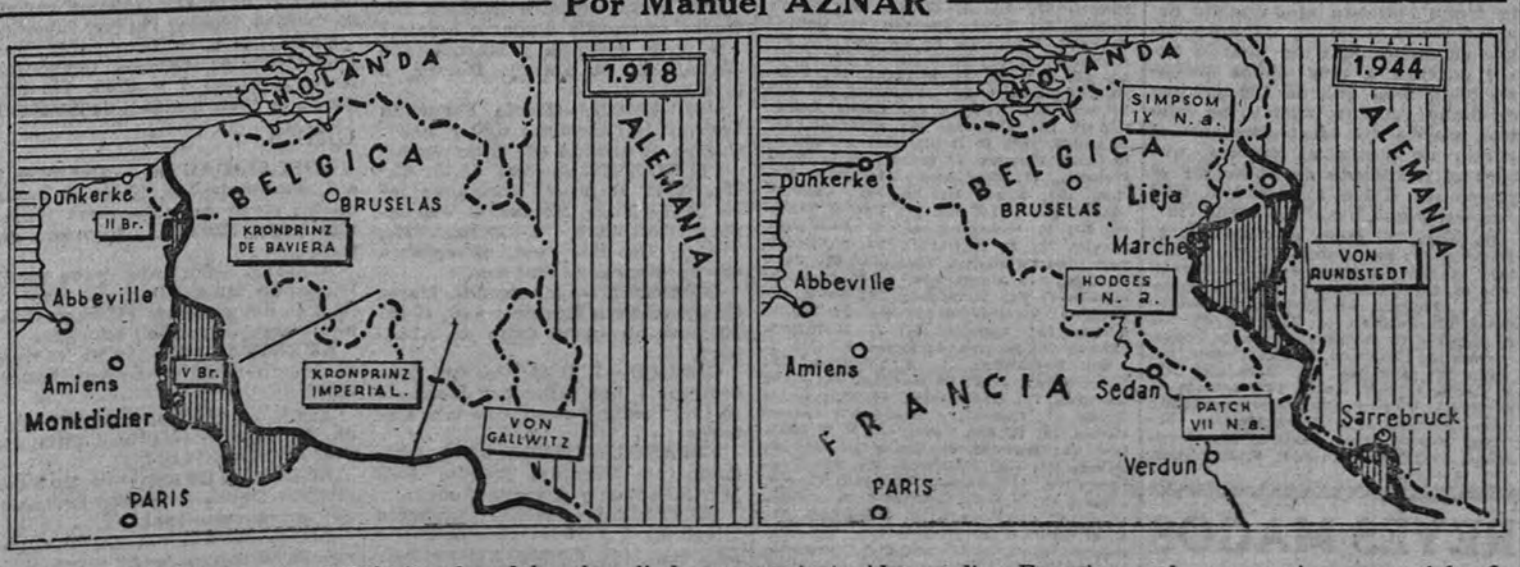 Por Manuel AZNAR
1.918
HOLANDA
ALEMANIA
BELGICA
Dunkerke
BRUSELAS
II Br.
KRONPRINZ
DE BAVIERA
Abbeville
V Br.
Amiens
KRONPRINZ
IMPERIAL.
Montdidier
VON
GALLWITZ
PARIS
1.944
HOLANDA
SIMPSOM
IX N. a.
ALEMANIA
BELGICA
Dunkerke
Lieja
BRUSELAS
Marche
VON
RUNDSTEDT
HODGES
I N. a.
Abbeville
Amiens
FRANCIA
Sedan
PATCH
VII N.a.
Sarrebruck
Verdun
PARIS